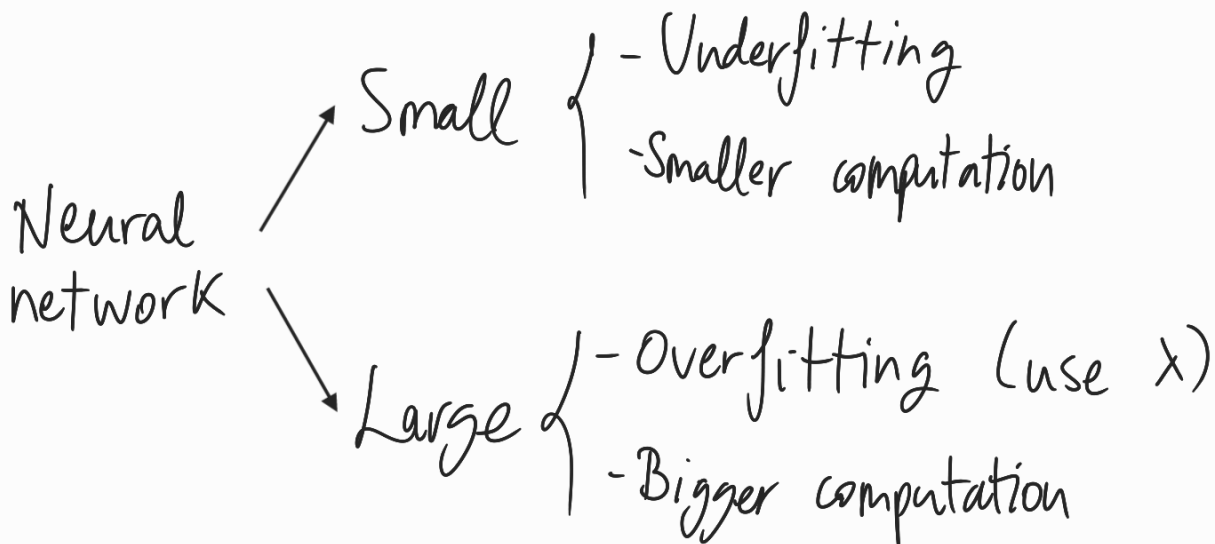 Small
- Underfitting
- Smaller computation
Neural
network
Large
- Overfitting (use λ)
- Bigger computation